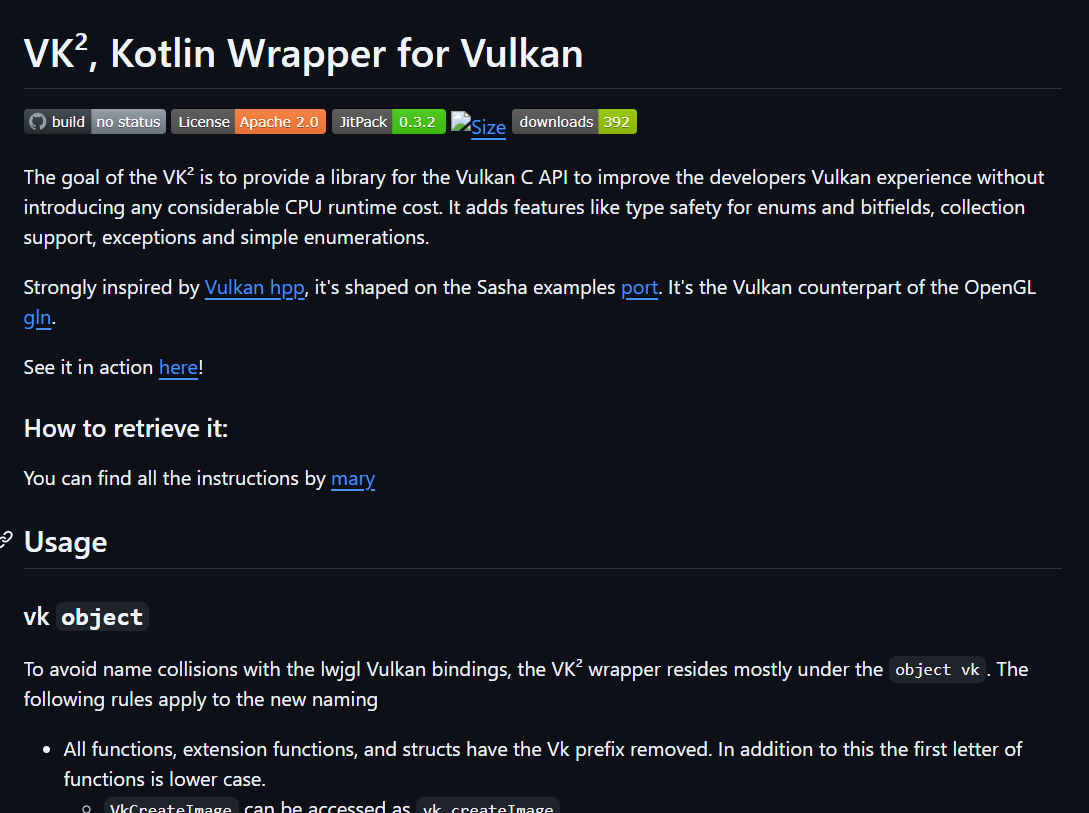 VK², Kotlin Wrapper for Vulkan
build no status License Apache 2.0 JitPack 0.3.2 Size downloads 392
The goal of the VK² is to provide a library for the Vulkan C API to improve the developers Vulkan experience without
introducing any considerable CPU runtime cost. It adds features like type safety for enums and bitfields, collection
support, exceptions and simple enumerations.
Strongly inspired by Vulkan hpp, it's shaped on the Sasha examples port. It's the Vulkan counterpart of the OpenGL
gln.
See it in action here!
How to retrieve it:
You can find all the instructions by mary
Usage
vk object
To avoid name collisions with the lwjgl Vulkan bindings, the VK² wrapper resides mostly under the object vk. The
following rules apply to the new naming
• All functions, extension functions, and structs have the Vk prefix removed. In addition to this the first letter of
functions is lower case.
◦ VkCreateImage can be accessed as vk.createImage